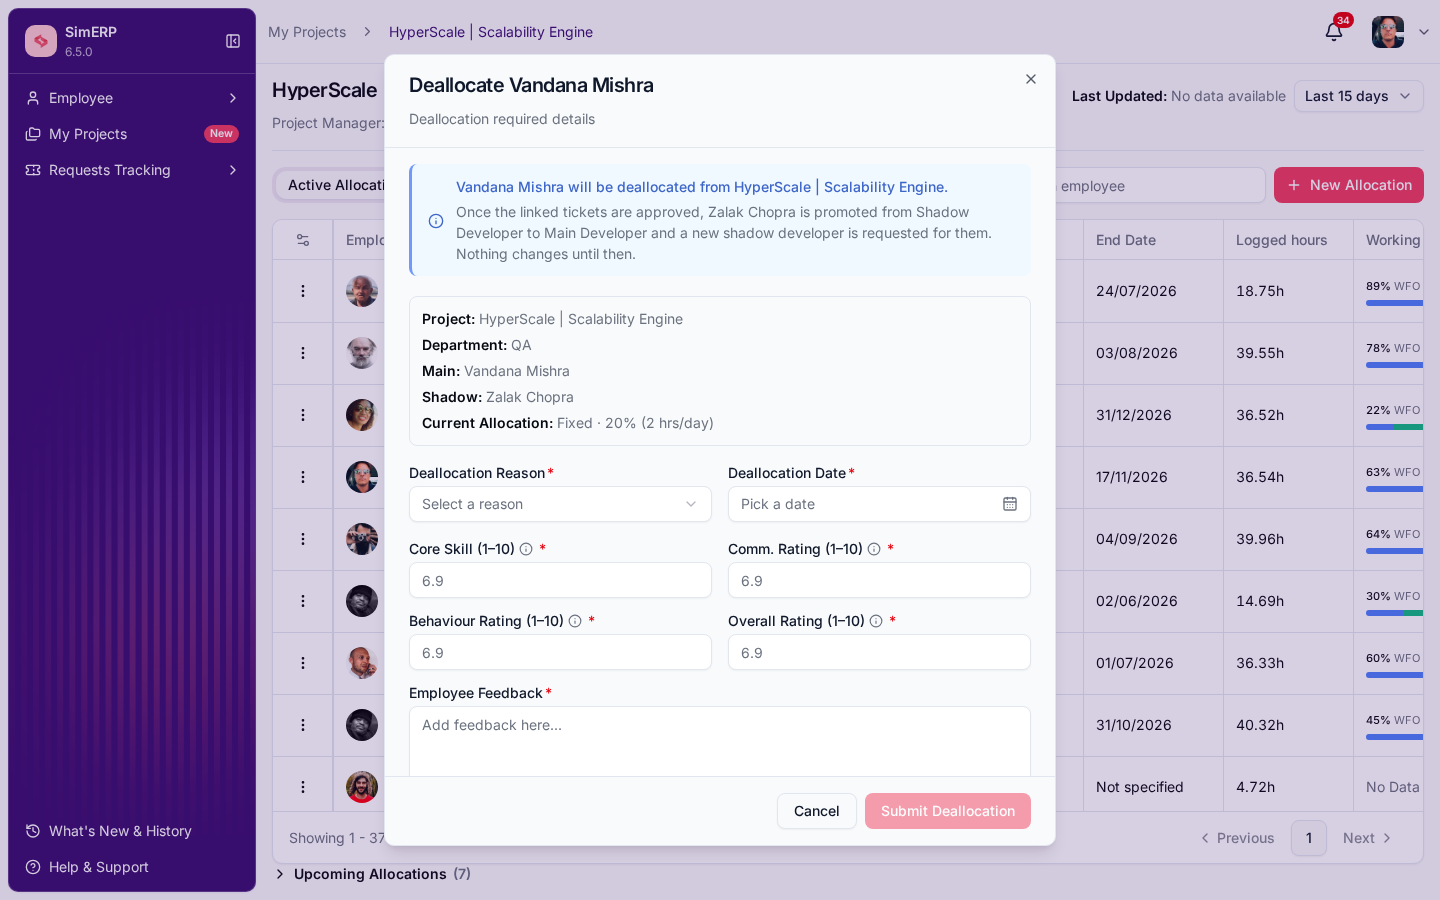 SimERP
6.5.0
Employee
My Projects
New
Requests Tracking
What's New & History
Help & Support
My Projects
HyperScale | Scalability Engine
34
HyperScale
Project Manager:
Last Updated: No data available
Last 15 days
employee
New Allocation
End Date
Logged hours
Working
24/07/2026
18.75h
89% WFO
03/08/2026
39.55h
78% WFO
31/12/2026
36.52h
22% WFO
17/11/2026
36.54h
63% WFO
04/09/2026
39.96h
64% WFO
02/06/2026
14.69h
30% WFO
01/07/2026
36.33h
60% WFO
31/10/2026
40.32h
45% WFO
Not specified
4.72h
No Data
Showing 1 - 37
Previous
1
Next
Upcoming Allocations (7)
Deallocate Vandana Mishra
Deallocation required details
Vandana Mishra will be deallocated from HyperScale | Scalability Engine.
Once the linked tickets are approved, Zalak Chopra is promoted from Shadow
Developer to Main Developer and a new shadow developer is requested for them.
Nothing changes until then.
Project: HyperScale | Scalability Engine
Department: QA
Main: Vandana Mishra
Shadow: Zalak Chopra
Current Allocation: Fixed · 20% (2 hrs/day)
Deallocation Reason*
Select a reason
Deallocation Date*
Pick a date
Core Skill (1–10) *
6.9
Comm. Rating (1–10) *
6.9
Behaviour Rating (1–10) *
6.9
Overall Rating (1–10) *
6.9
Employee Feedback*
Add feedback here...
Cancel
Submit Deallocation